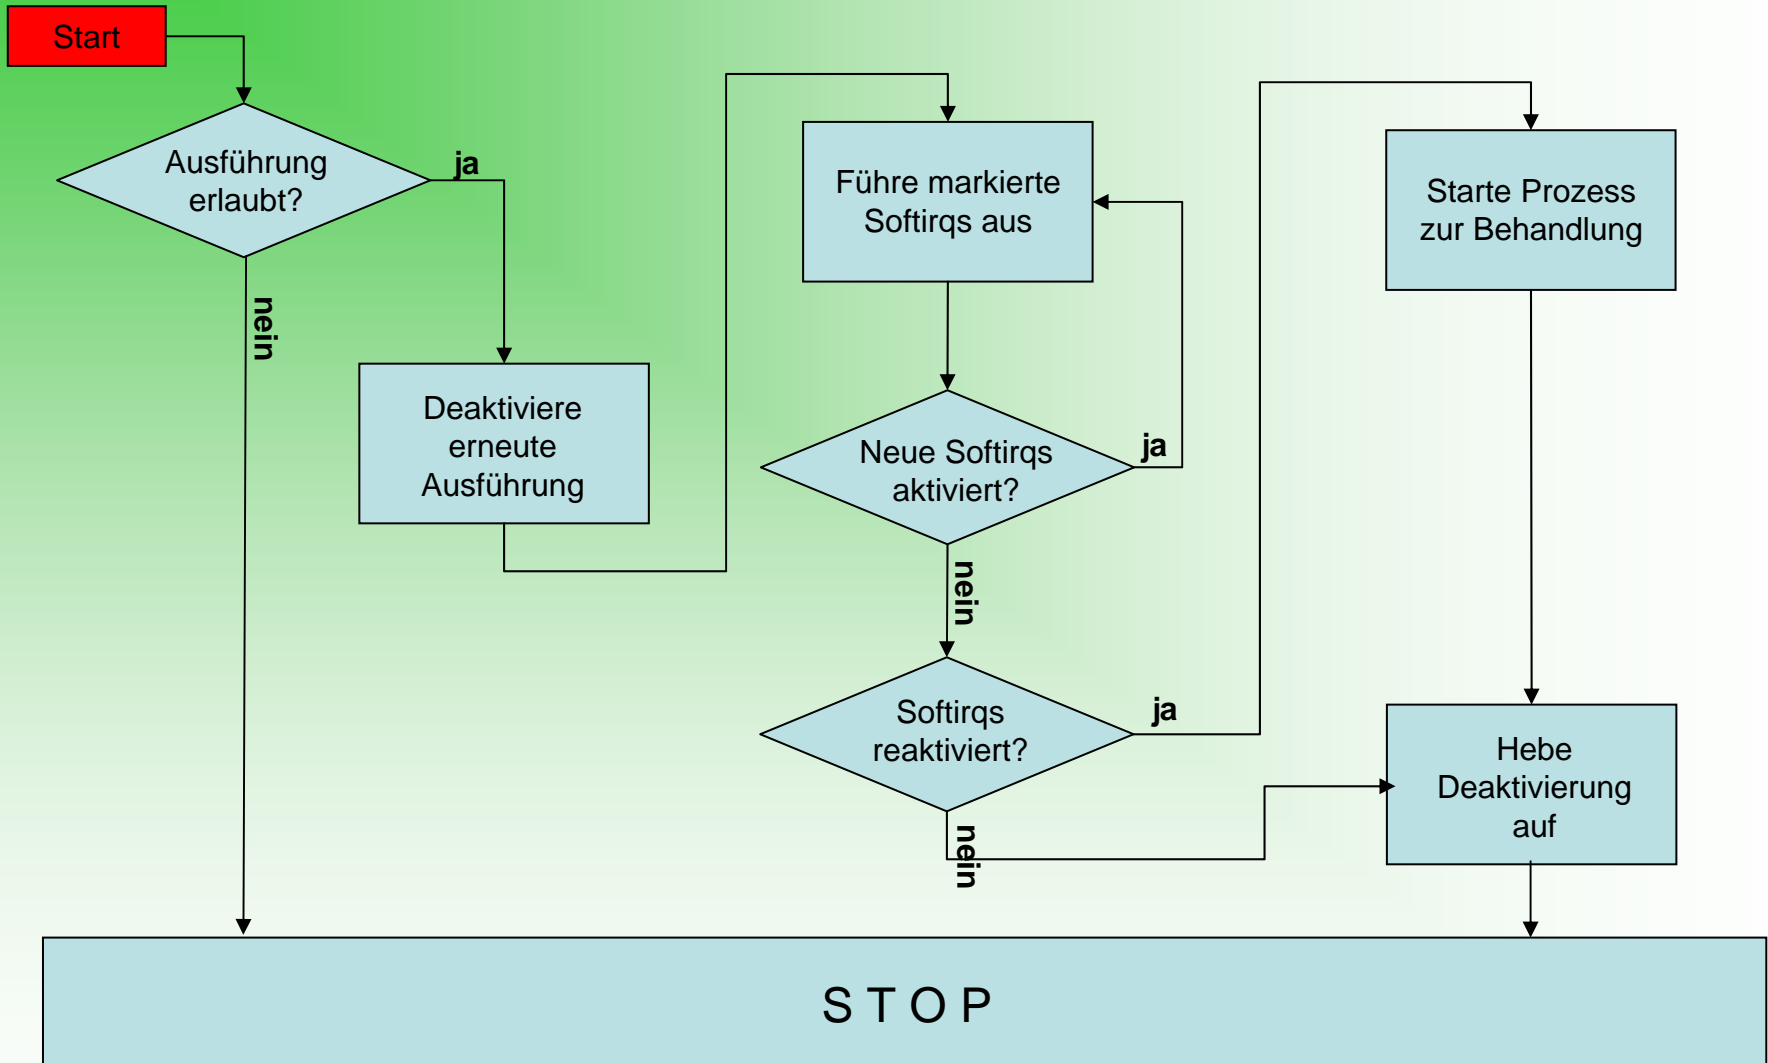 Start
Ausführung
erlaubt?
ja
nein
Deaktiviere
erneute
Ausführung
Führe markierte
Softirqs aus
Neue Softirqs
aktiviert?
ja
nein
Softirqs
reaktiviert?
ja
nein
Starte Prozess
zur Behandlung
Hebe
Deaktivierung
auf
S T O P